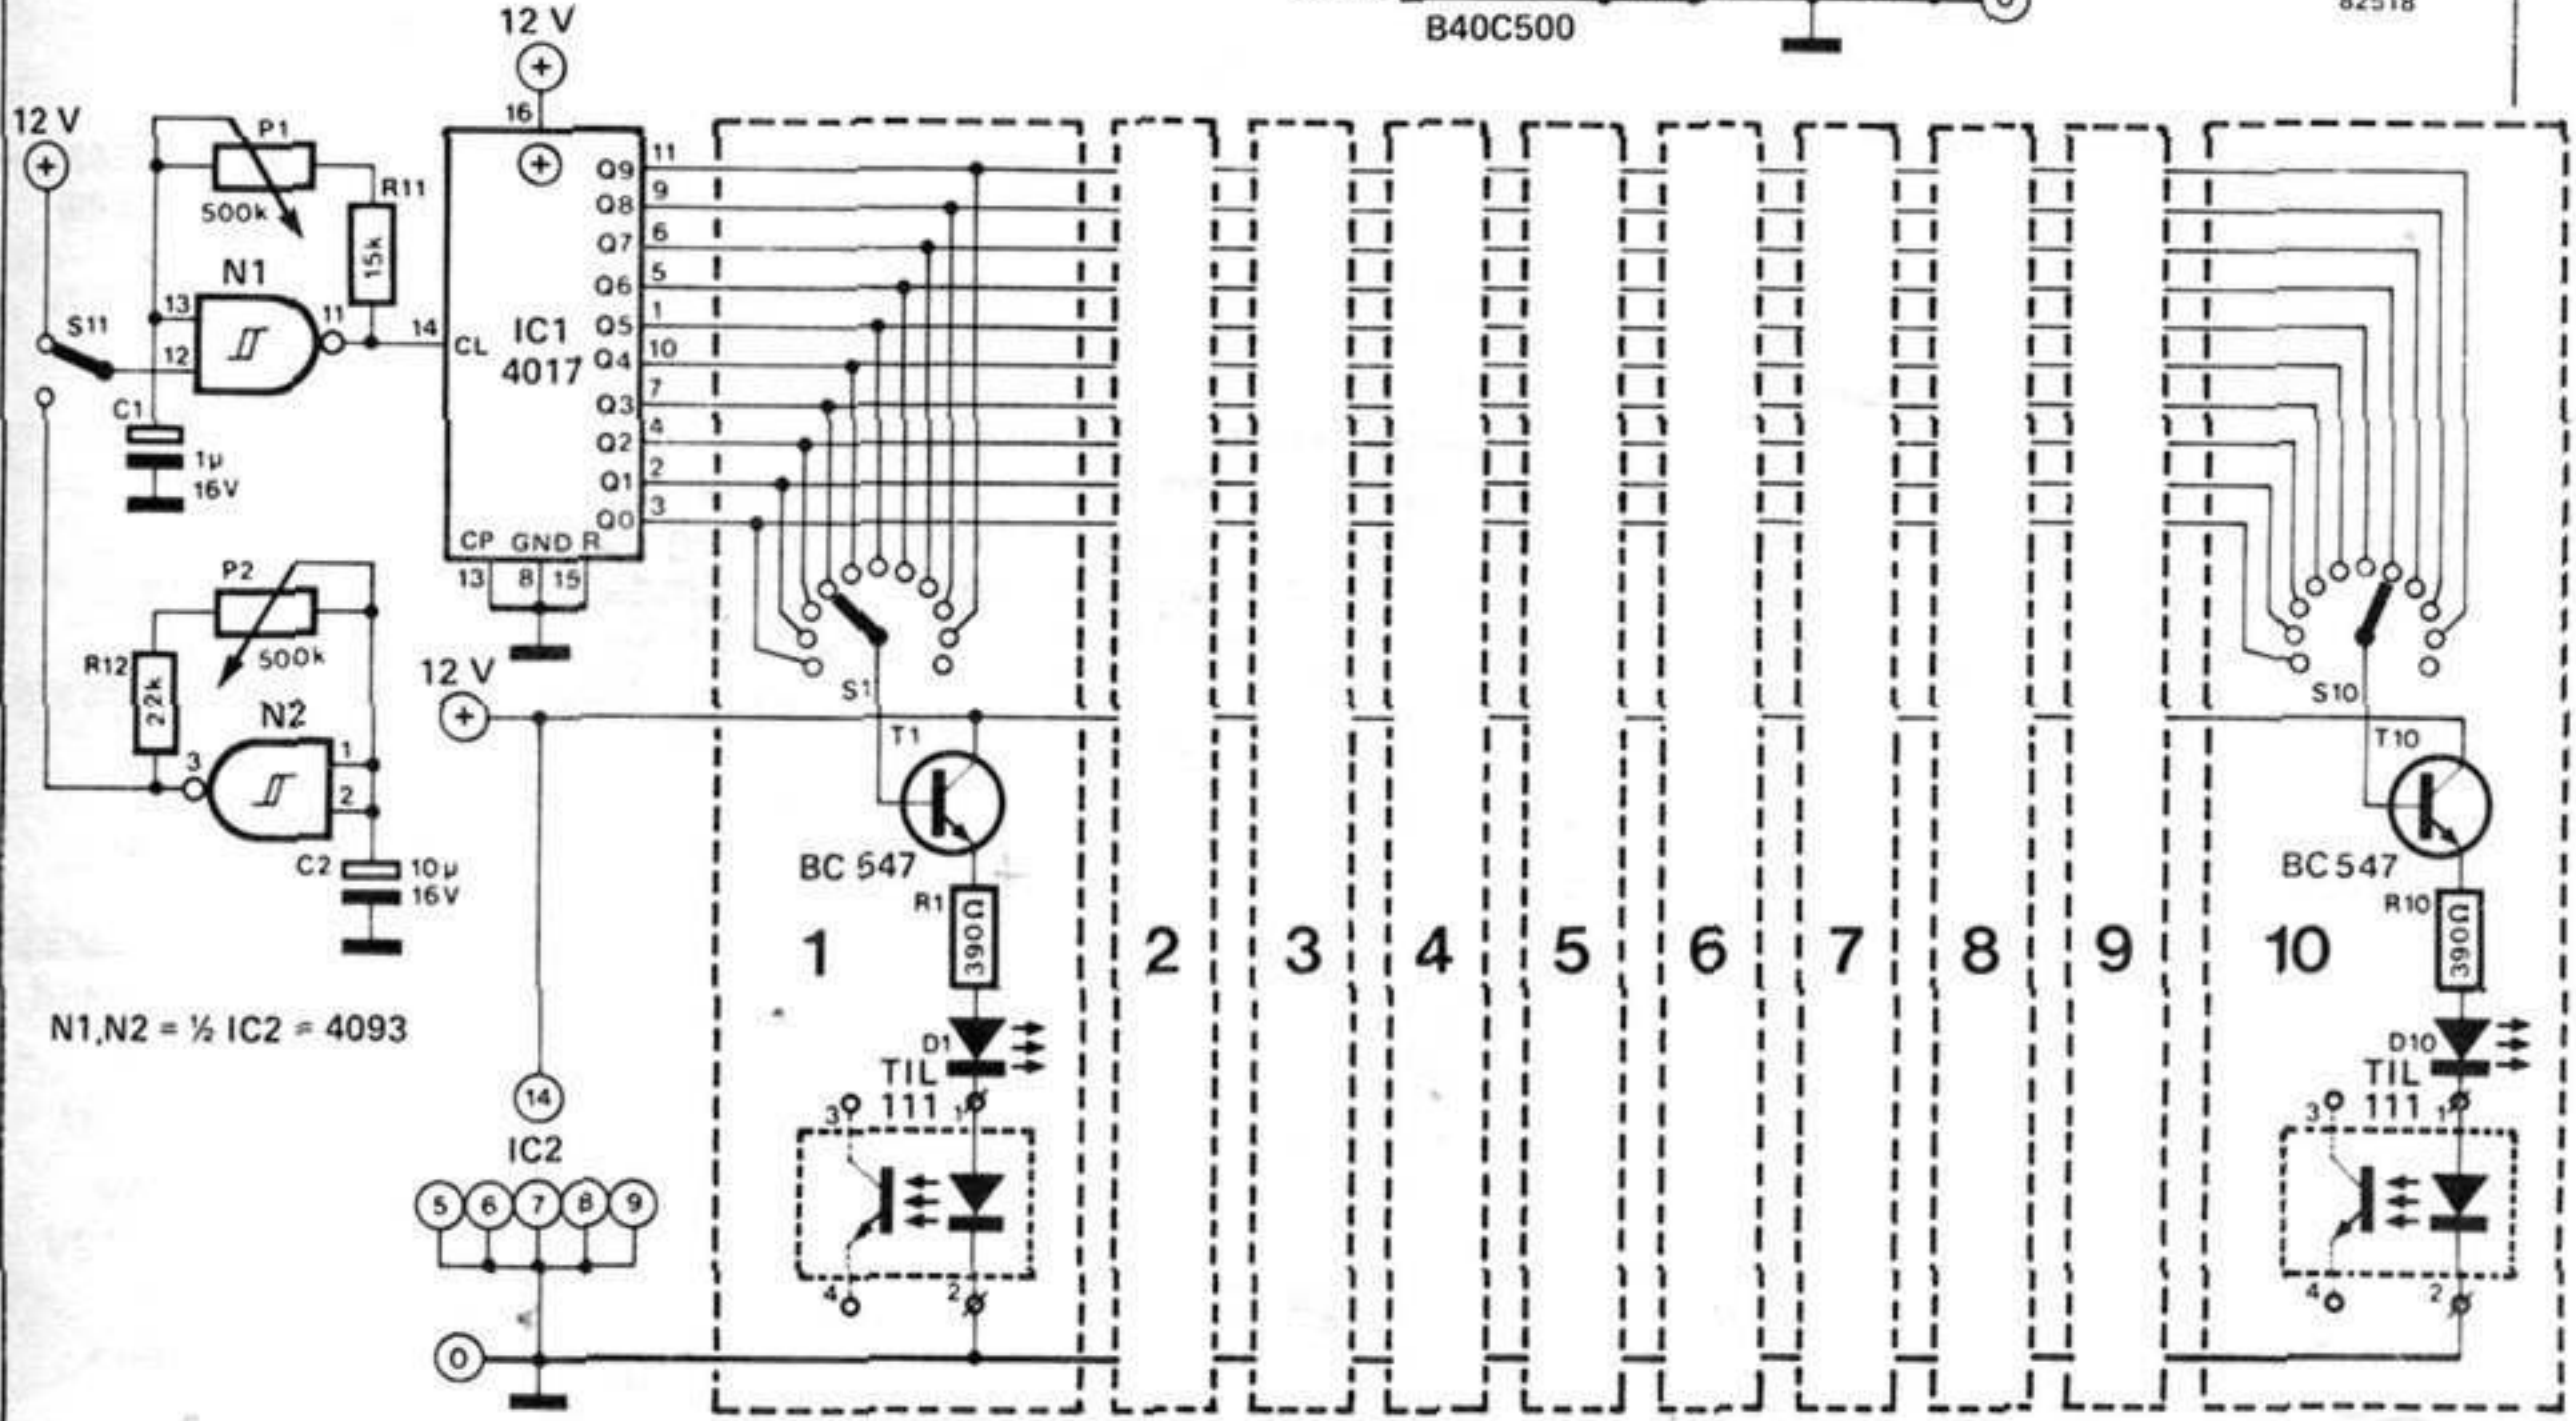 12 V
B40C500
82518
12 V
P1
500k
R11
15k
N1
13
12
11
14
S11
C1
1µ
16V
16
CL
IC1
4017
Q9
11
Q8
9
Q7
6
Q6
5
Q5
1
Q4
10
Q3
7
Q2
4
Q1
2
Q0
3
CP GND R
13 8 15
P2
500k
R12
22k
N2
3
1
2
C2
10µ
16V
12 V
S1
T1
BC 547
R1
390Ω
S10
T10
BC 547
R10
390Ω
1
2
3
4
5
6
7
8
9
10
N1,N2 = ½ IC2 = 4093
14
IC2
5 6 7 8 9
0
D1
TIL
111
3
1
4
2
D10
TIL
111
3
1
4
2